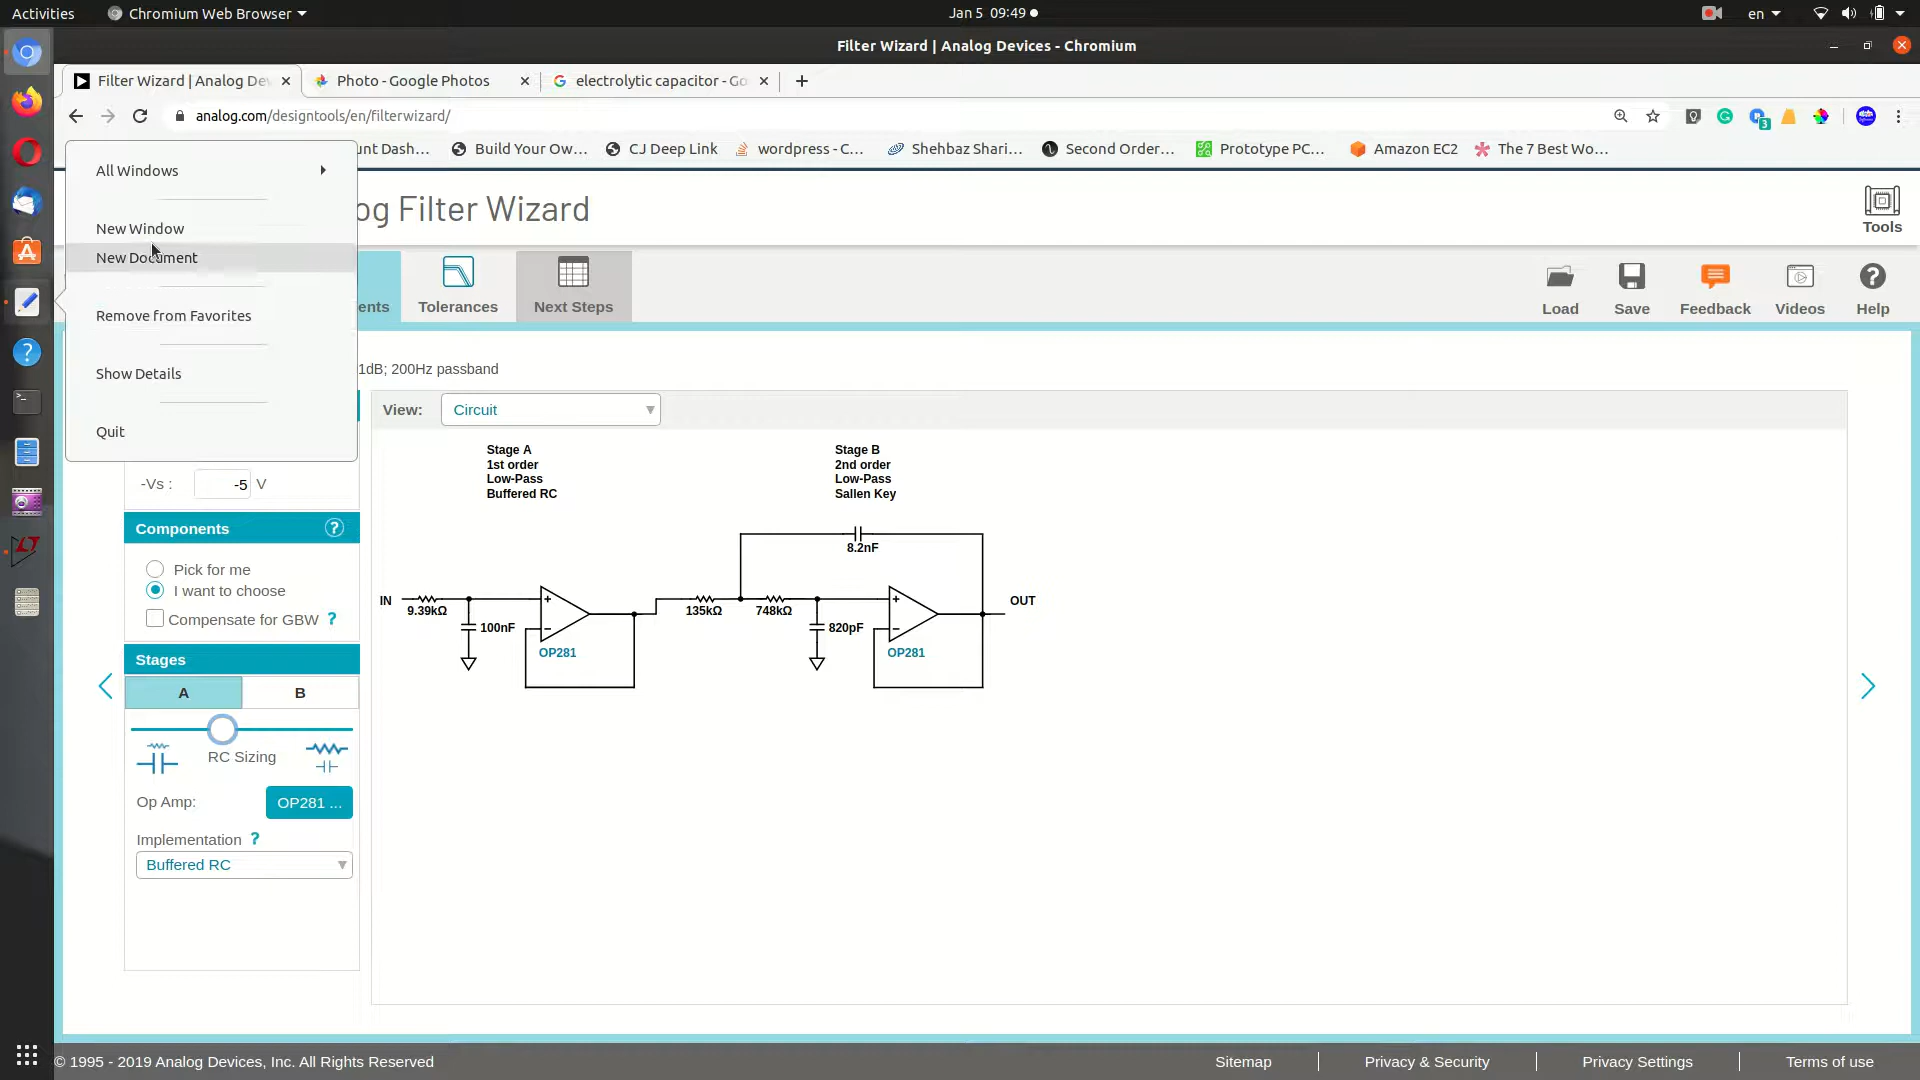 Activities
Chromium Web Browser
Jan 5 09:49
en
Filter Wizard | Analog Devices - Chromium
Filter Wizard | Analog De
Photo - Google Photos
electrolytic capacitor - Go
analog.com/designtools/en/filterwizard/
3
unt Dash...
Build Your Own...
CJ Deep Link
wordpress - C...
Shehbaz Shari...
Second Order...
Prototype PC...
Amazon EC2
The 7 Best Wo...
All Windows
New Window
New Document
Remove from Favorites
Show Details
Quit
og Filter Wizard
Tools
ents
Tolerances
Next Steps
Load
Save
Feedback
Videos
Help
1dB; 200Hz passband
View:
Circuit
-Vs :
-5
V
Components
?
Pick for me
I want to choose
Compensate for GBW ?
Stages
A
B
RC Sizing
Op Amp:
OP281 ...
Implementation ?
Buffered RC
Stage A
1st order
Low-Pass
Buffered RC
Stage B
2nd order
Low-Pass
Sallen Key
8.2nF
IN
9.39kΩ
100nF
OP281
135kΩ
748kΩ
820pF
OP281
OUT
© 1995 - 2019 Analog Devices, Inc. All Rights Reserved
Sitemap
Privacy & Security
Privacy Settings
Terms of use